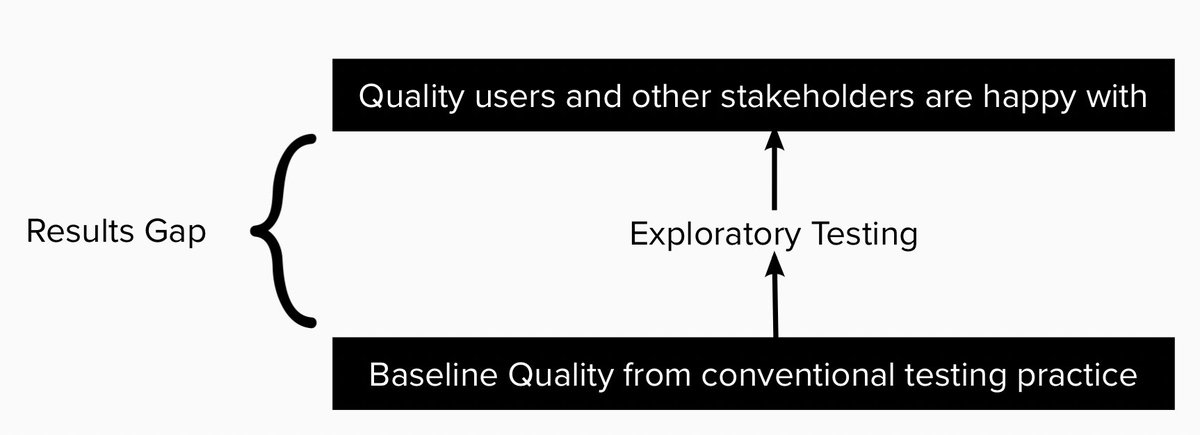 Quality users and other stakeholders are happy with
Results Gap
Exploratory Testing
Baseline Quality from conventional testing practice